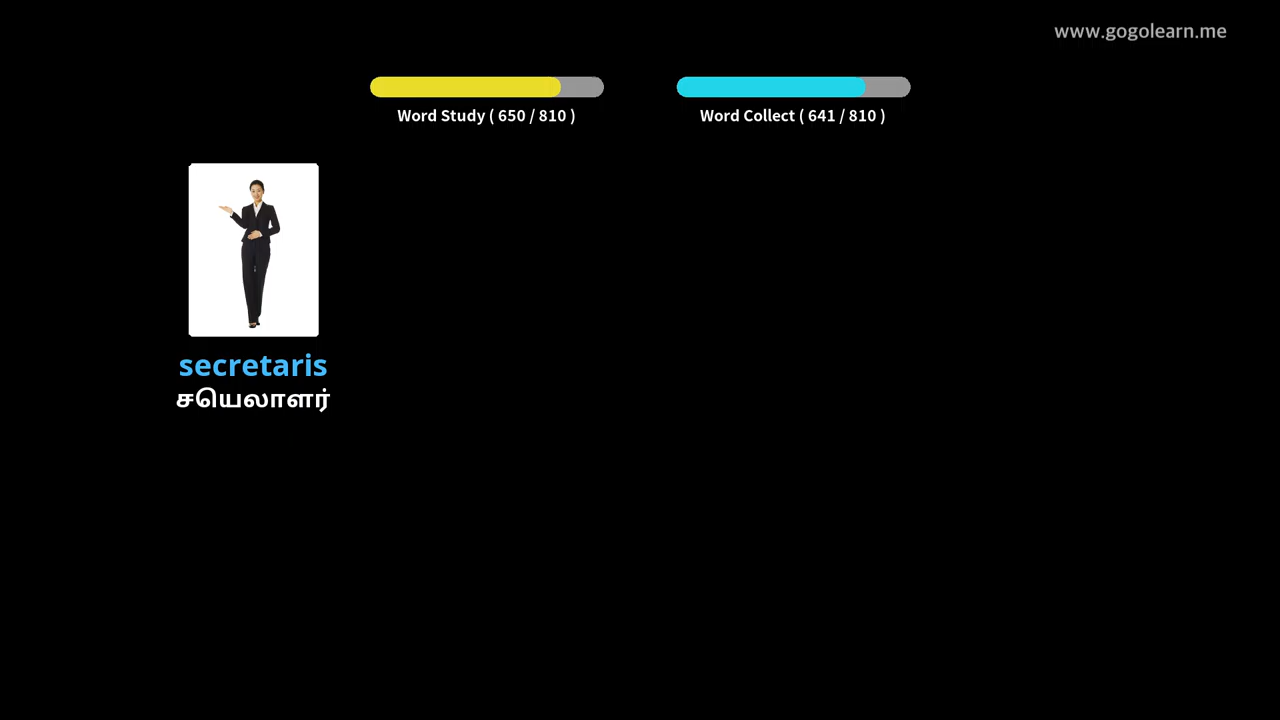 www.gogolearn.me
Word Study ( 650 / 810 )
Word Collect ( 641 / 810 )
secretaris
சயெலாளர்